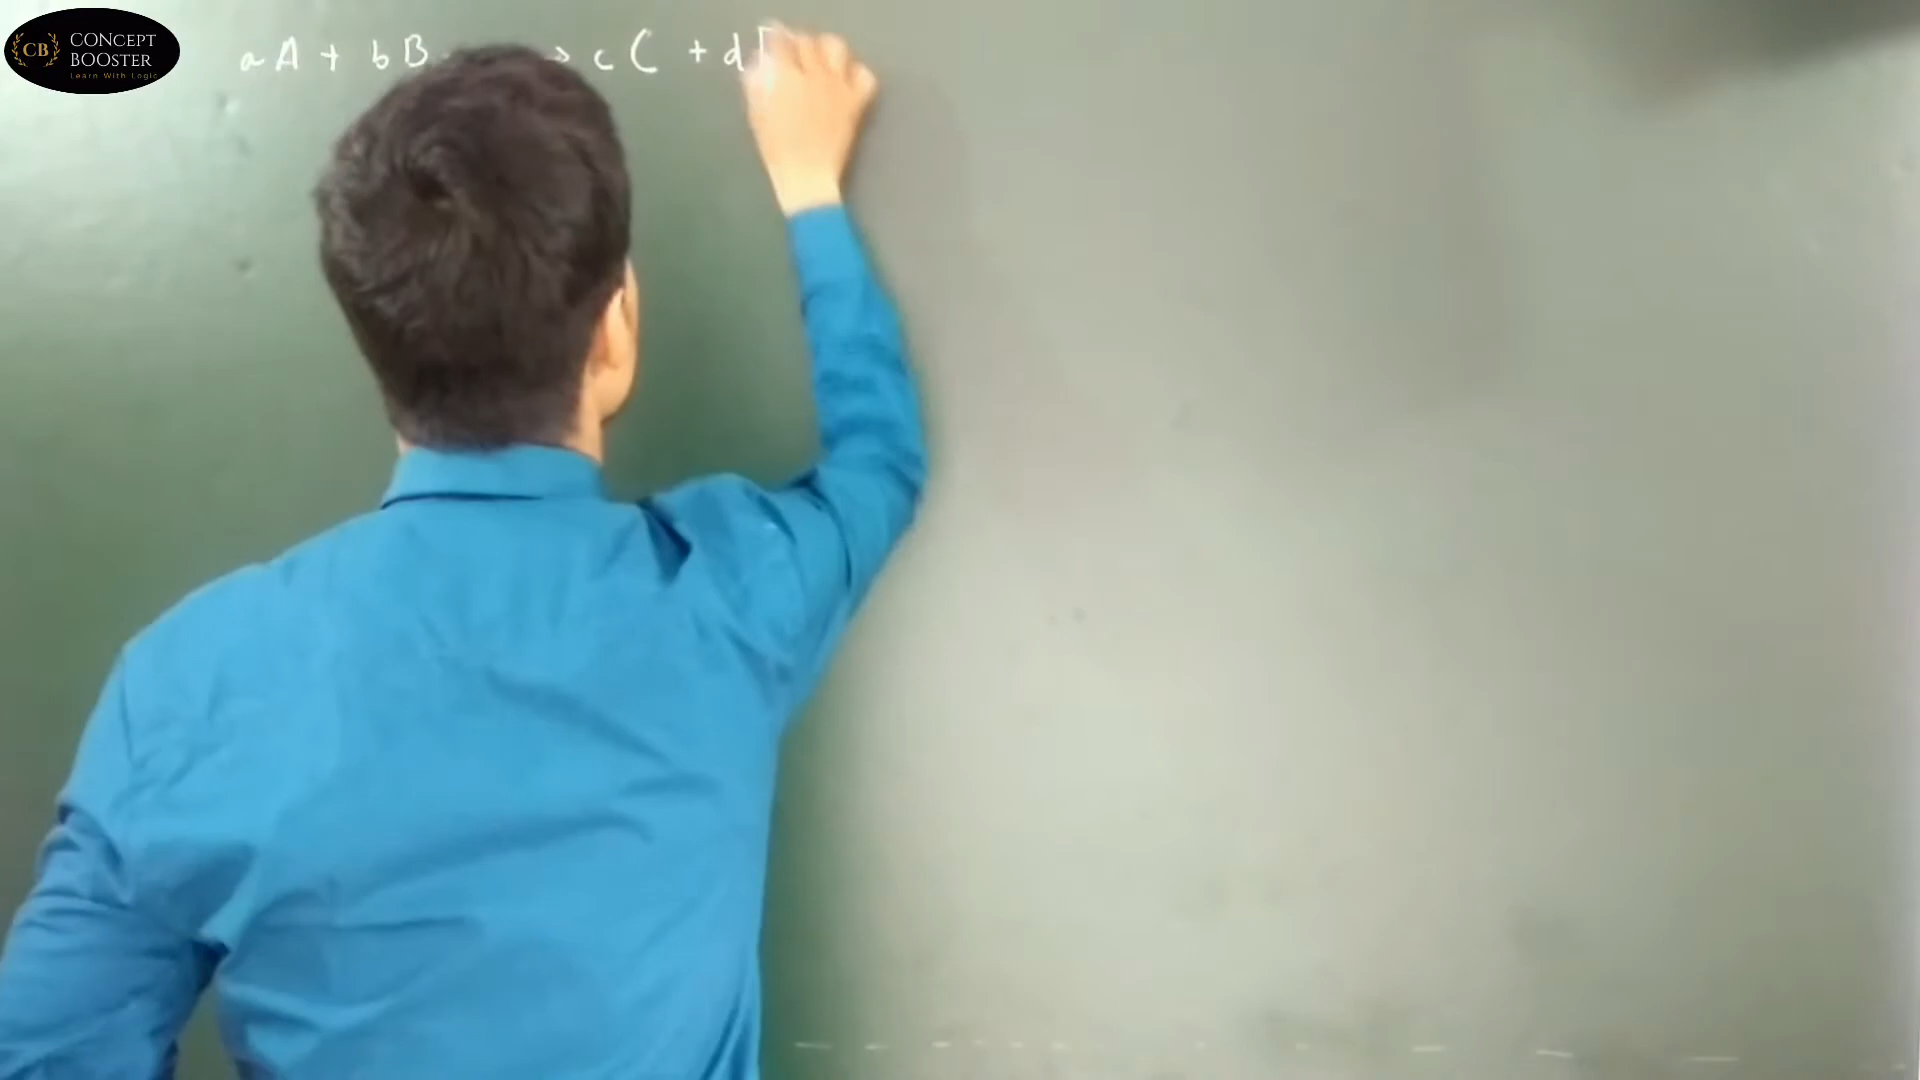 CB CONCEPT
BOOSTER
Learn With Logic
aA + bB → cC + d